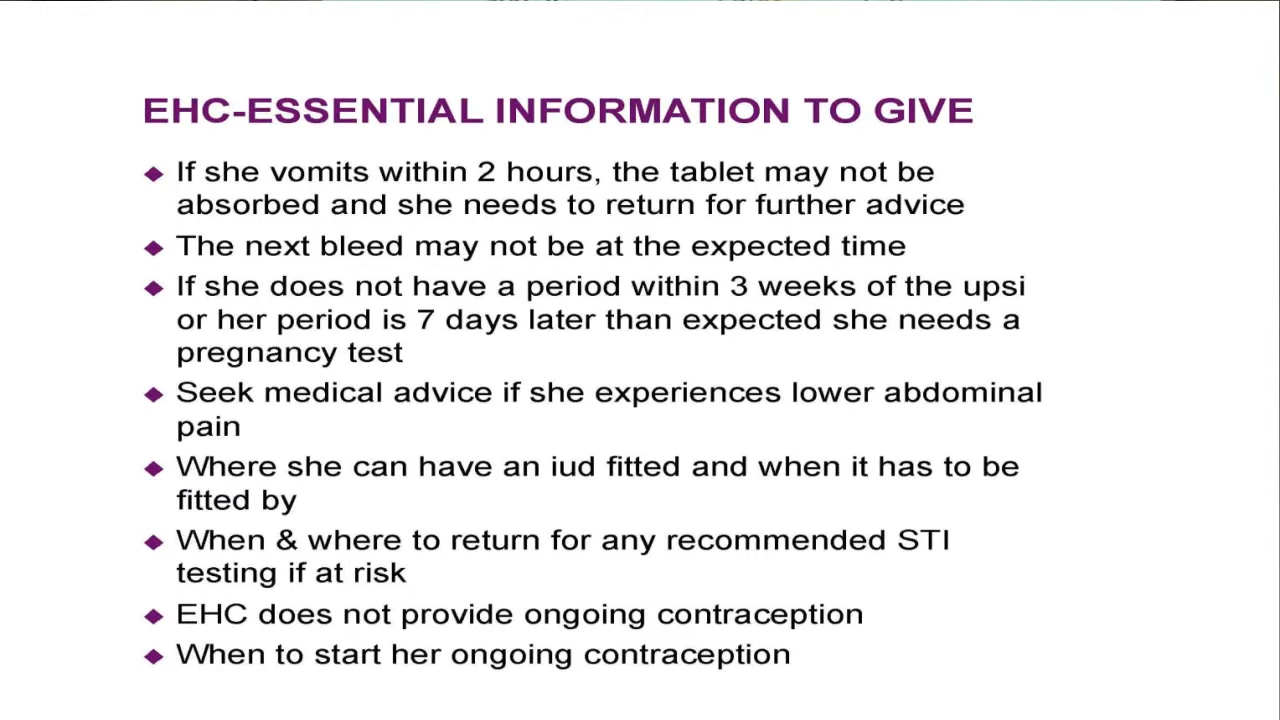 EHC-ESSENTIAL INFORMATION TO GIVE
If she vomits within 2 hours, the tablet may not be
absorbed and she needs to return for further advice
The next bleed may not be at the expected time
If she does not have a period within 3 weeks of the upsi
or her period is 7 days later than expected she needs a
pregnancy test
Seek medical advice if she experiences lower abdominal
pain
Where she can have an iud fitted and when it has to be
fitted by
When & where to return for any recommended STI
testing if at risk
EHC does not provide ongoing contraception
When to start her ongoing contraception